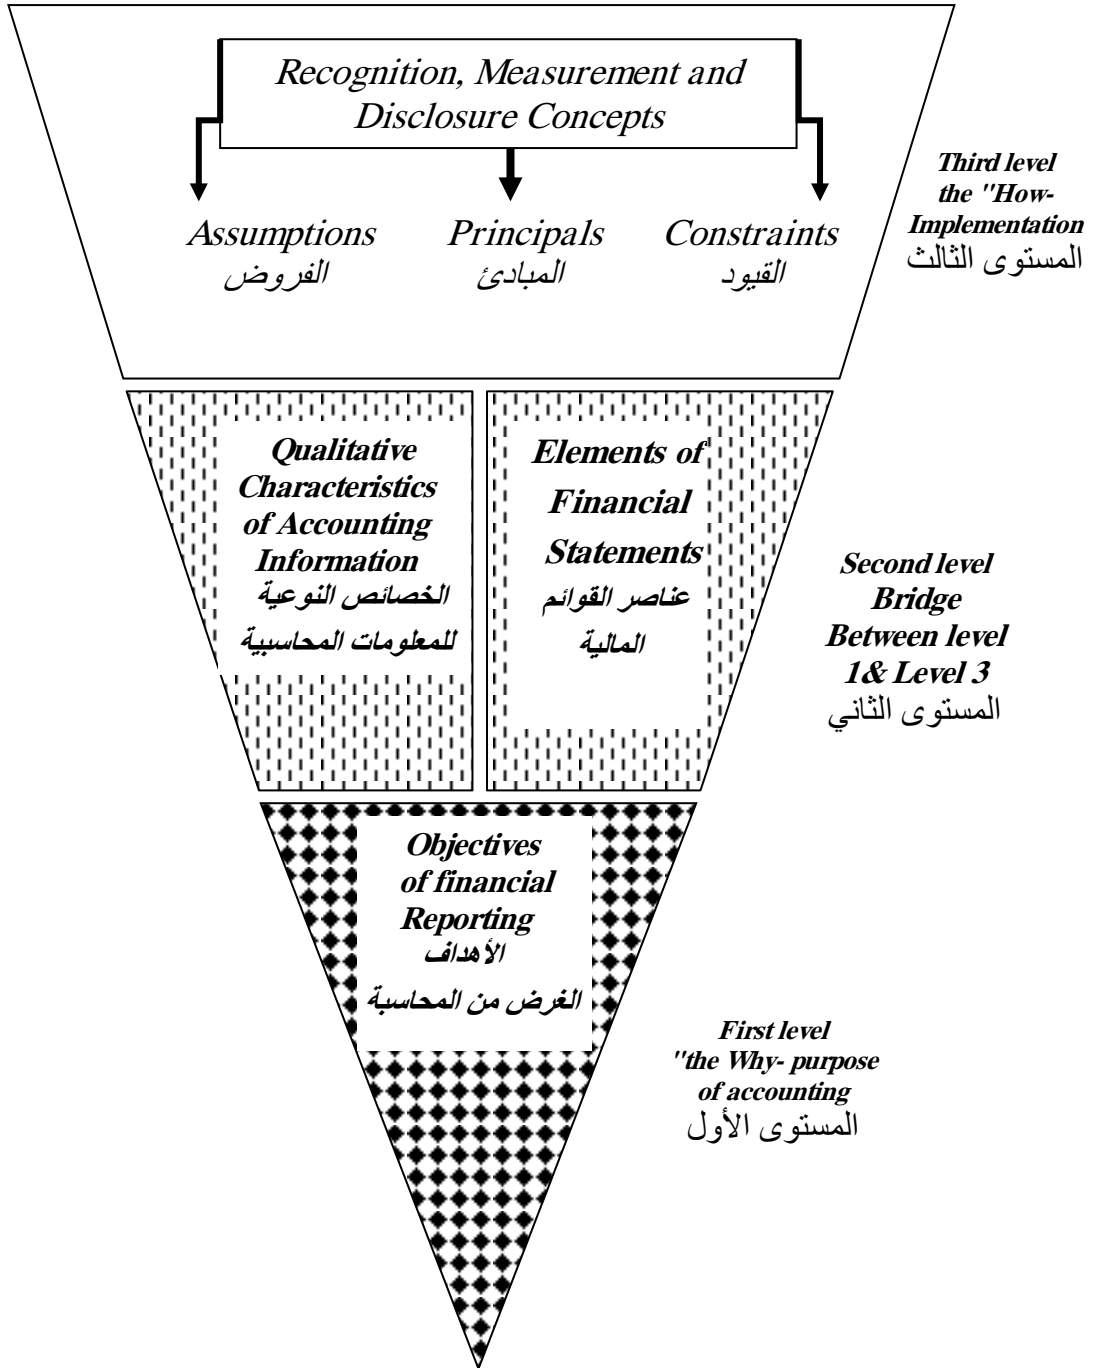 Recognition, Measurement and
Disclosure Concepts
Assumptions
الفروض
Principals
المبادئ
Constraints
القيود
Third level
the "How-
Implementation
المستوى الثالث
Qualitative
Characteristics
of Accounting
Information
الخصائص النوعية
للمعلومات المحاسبية
Elements of
Financial
Statements
عناصر القوائم
المالية
Second level
Bridge
Between level
1& Level 3
المستوى الثاني
Objectives
of financial
Reporting
الأهداف
الغرض من المحاسبة
First level
"the Why- purpose
of accounting
المستوى الأول